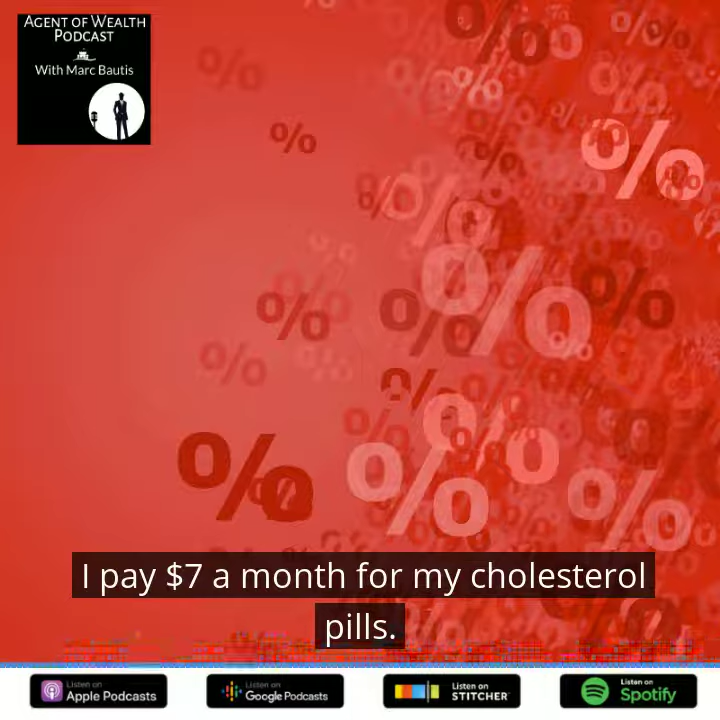 AGENT OF WEALTH
PODCAST
With Marc Bautis
I pay $7 a month for my cholesterol
pills.
Listen on
Apple Podcasts
Listen on
Google Podcasts
Listen on
STITCHER
Listen on
Spotify